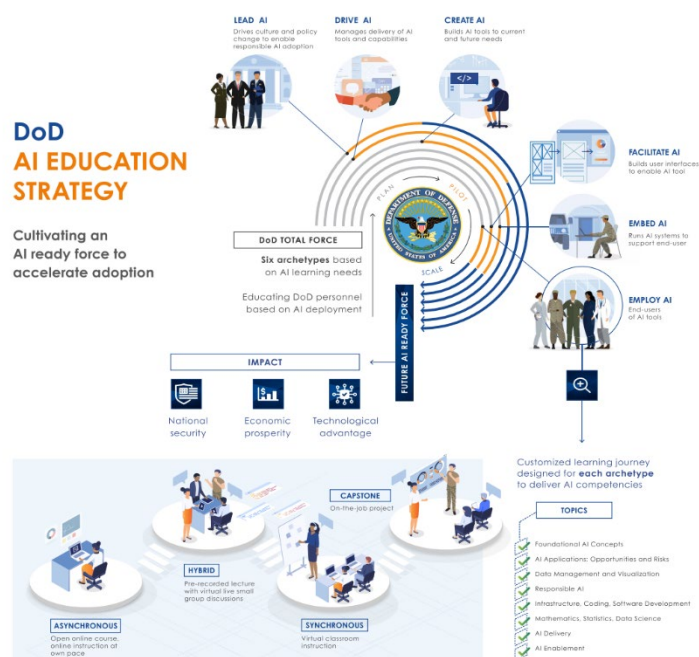 DoD
AI EDUCATION
STRATEGY
Cultivating an
AI ready force to
accelerate adoption
LEAD AI
Drives culture and policy
change to enable
responsible AI adoption
DRIVE AI
Manages delivery of AI
tools and capabilities
CREATE AI
Builds AI tools to current
and future needs
</>
FACILITATE AI
Builds user interfaces
to enable AI tool
EMBED AI
Runs AI systems to
support end-user
EMPLOY AI
End-users
of AI tools
PLAN
PILOT
SCALE
DEPARTMENT OF DEFENSE
UNITED STATES OF AMERICA
DoD TOTAL FORCE
Six archetypes based
on AI learning needs
Educating DoD personnel
based on AI deployment
FUTURE AI READY FORCE
IMPACT
National
security
Economic
prosperity
Technological
advantage
Customized learning journey
designed for each archetype
to deliver AI competencies
TOPICS
Foundational AI Concepts
AI Applications: Opportunities and Risks
Data Management and Visualization
Responsible AI
Infrastructure, Coding, Software Development
Mathematics, Statistics, Data Science
AI Delivery
AI Enablement
ASYNCHRONOUS
Open online course,
online instruction at
own pace
HYBRID
Pre-recorded lecture
with virtual live small
group discussions
SYNCHRONOUS
Virtual classroom
instruction
CAPSTONE
On-the-job project